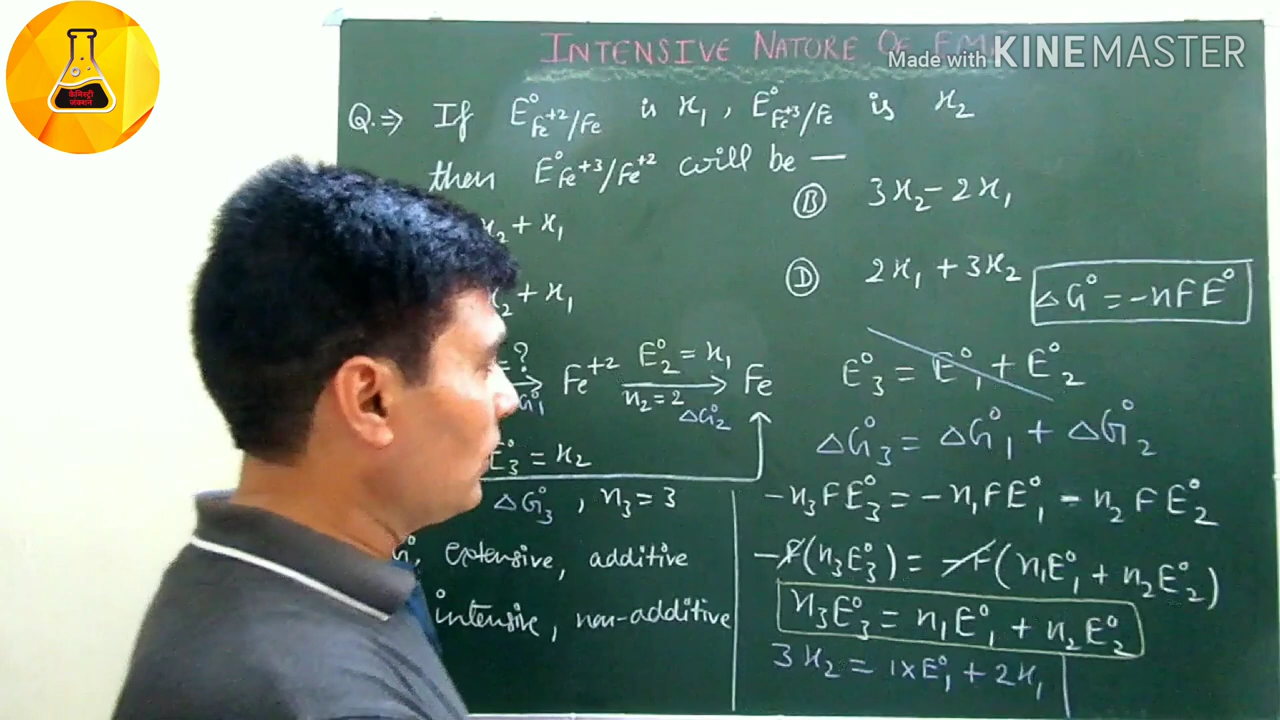 कैमिस्ट्री
जंक्शन
INTENSIVE NATURE OF EMF
Made with KINEMASTER
Q.⇒ If E°Fe+2/Fe is x₁, E°Fe+3/Fe is x₂
then E°Fe+3/Fe+2 will be —
x₂ + x₁
Ⓑ 3x₂ - 2x₁
x₂ + x₁
Ⓓ 2x₁ + 3x₂
ΔG° = -nFE°
=? Fe+2 E°₂ = x₁ Fe
n₂ = 2
G°₁ ΔG°₂
E°₃ = x₂
ΔG°₃ , n₃ = 3
extensive, additive
intensive, non-additive
E°₃ = E°₁ + E°₂
ΔG°₃ = ΔG°₁ + ΔG°₂
-n₃FE°₃ = -n₁FE°₁ - n₂FE°₂
-F(n₃E°₃) = -F(n₁E°₁ + n₂E°₂)
n₃E°₃ = n₁E°₁ + n₂E°₂
3x₂ = 1×E°₁ + 2x₁